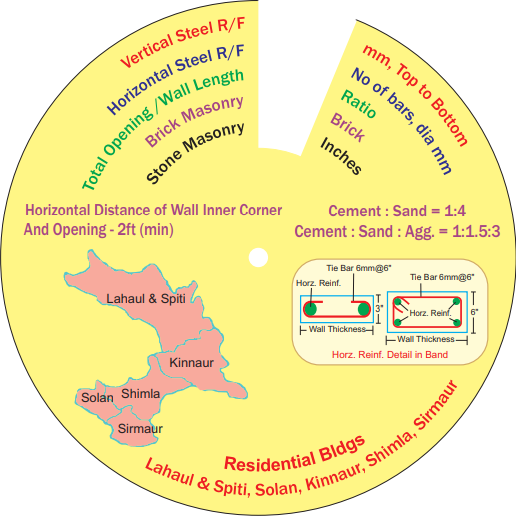 Vertical Steel R/F
Horizontal Steel R/F
Total Opening /Wall Length
Brick Masonry
Stone Masonry
mm, Top to Bottom
No of bars, dia mm
Ratio
Brick
Inches
Horizontal Distance of Wall Inner Corner
And Opening - 2ft (min)
Cement : Sand = 1:4
Cement : Sand : Agg. = 1:1.5:3
Lahaul & Spiti
Kinnaur
Solan
Shimla
Sirmaur
Tie Bar 6mm@6"
Horz. Reinf.
3"
Wall Thickness
Tie Bar 6mm@6"
Horz. Reinf.
6"
Wall Thickness
Horz. Reinf. Detail in Band
Residential Bldgs
Lahaul & Spiti, Solan, Kinnaur, Shimla, Sirmaur